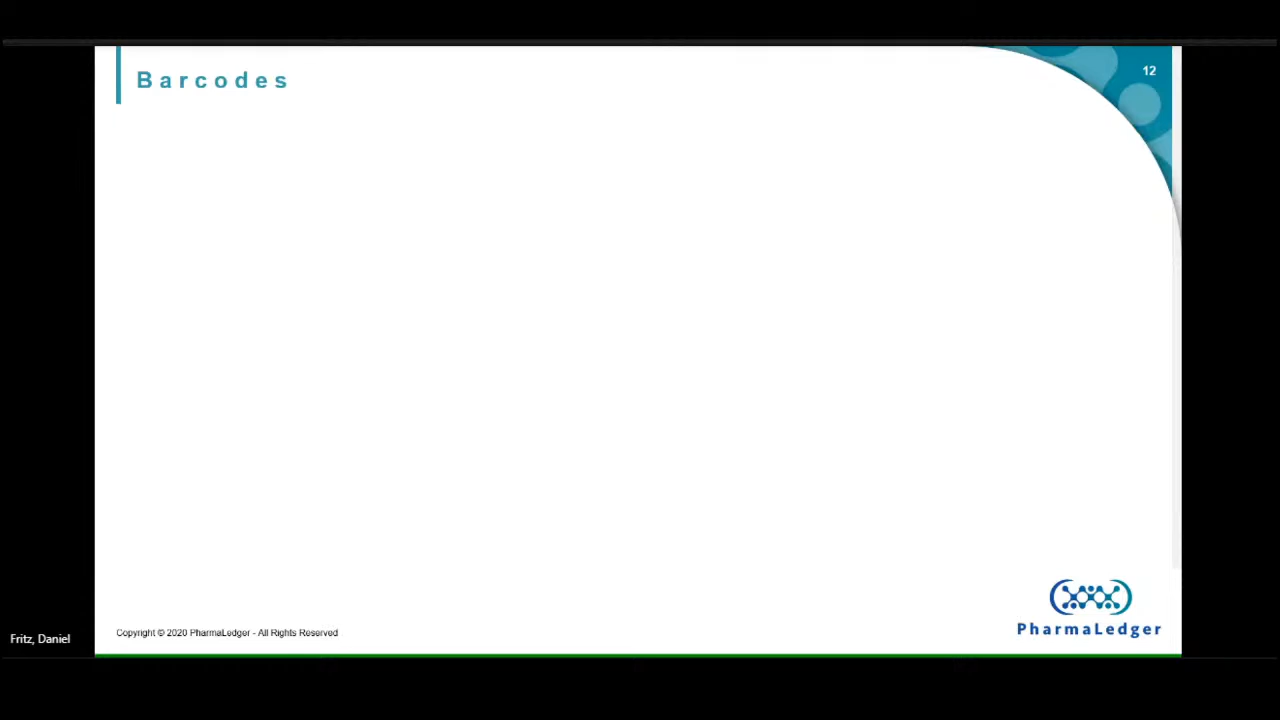 Barcodes
12
Fritz, Daniel
Copyright © 2020 PharmaLedger - All Rights Reserved
PharmaLedger